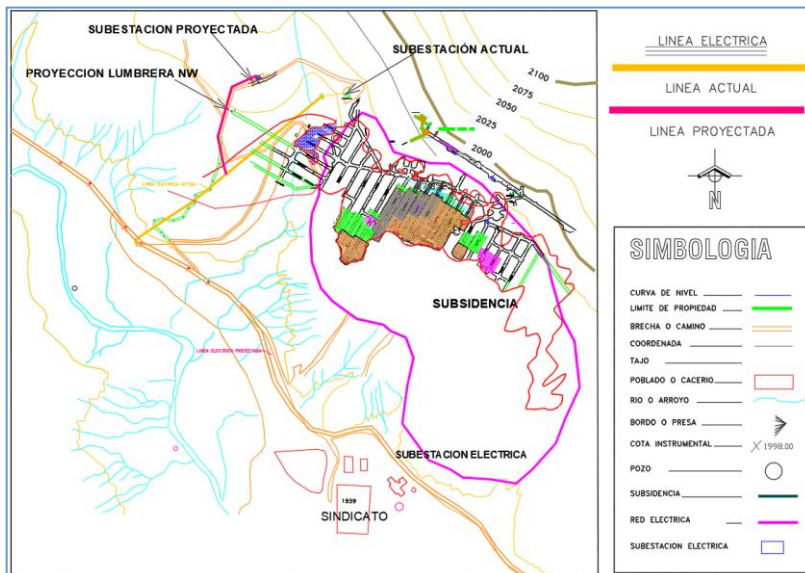 SUBESTACION PROYECTADA
SUBESTACIÓN ACTUAL
PROYECCION LUMBRERA NW
2100
2075
2050
2025
2000
LINEA ELECTRICA ACTUAL
SUBSIDENCIA
LINEA ELECTRICA PROYECTADA
SUBESTACION ELECTRICA
1859
SINDICATO
LINEA ELECTRICA
LINEA ACTUAL
LINEA PROYECTADA
N
SIMBOLOGIA
CURVA DE NIVEL
LIMITE DE PROPIEDAD
BRECHA O CAMINO
COORDENADA
TAJO
POBLADO O CACERIO
RIO O ARROYO
BORDO O PRESA
COTA INSTRUMENTAL 1998.00
POZO
SUBSIDENCIA
RED ELECTRICA
SUBESTACION ELECTRICA